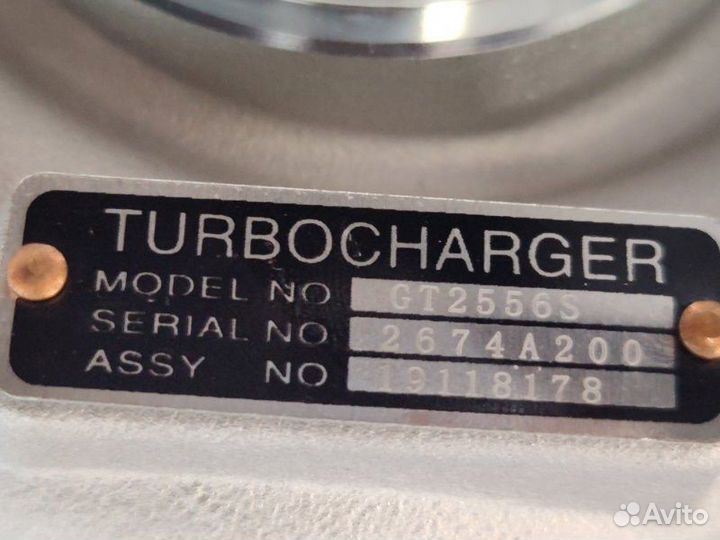 TURBOCHARGER
MODEL NO GT2556S
SERIAL NO 2674A200
ASSY NO 19118178
Avito